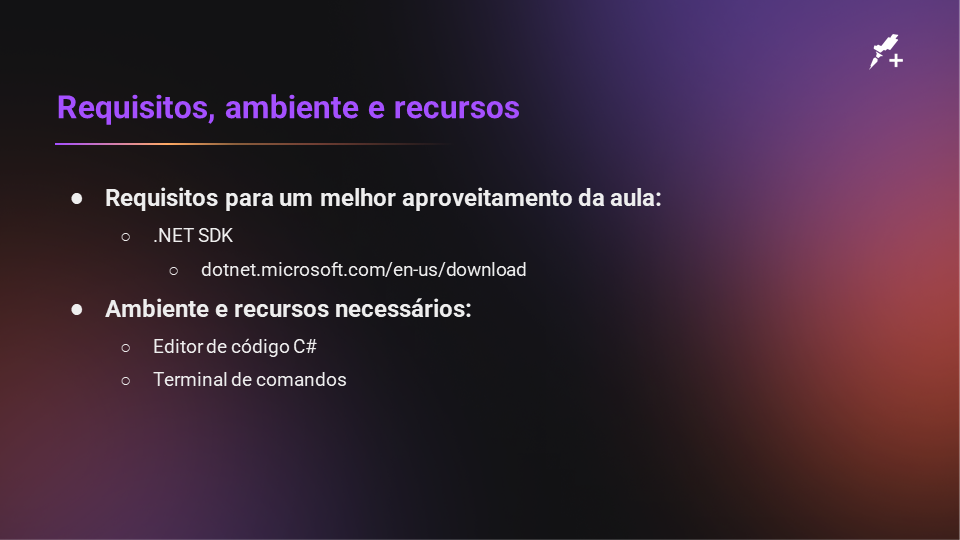 Requisitos, ambiente e recursos
● Requisitos para um melhor aproveitamento da aula:
○ .NET SDK
○ dotnet.microsoft.com/en-us/download
● Ambiente e recursos necessários:
○ Editor de código C#
○ Terminal de comandos